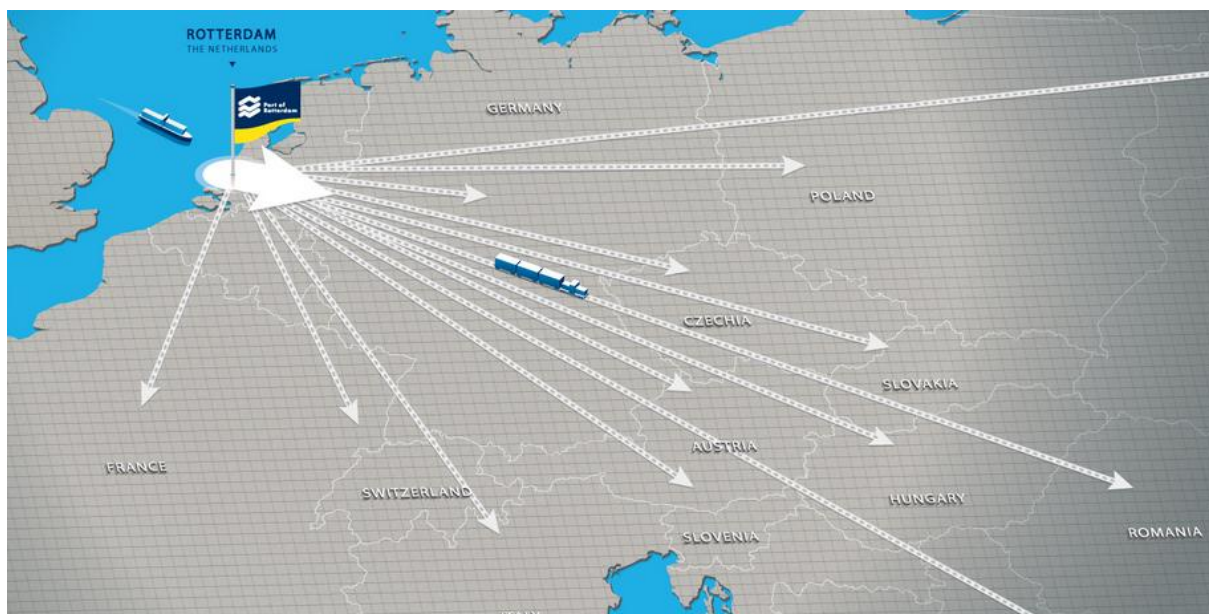 ROTTERDAM
THE NETHERLANDS
Port of
Rotterdam
GERMANY
POLAND
CZECHIA
SLOVAKIA
AUSTRIA
FRANCE
SWITZERLAND
HUNGARY
SLOVENIA
ROMANIA